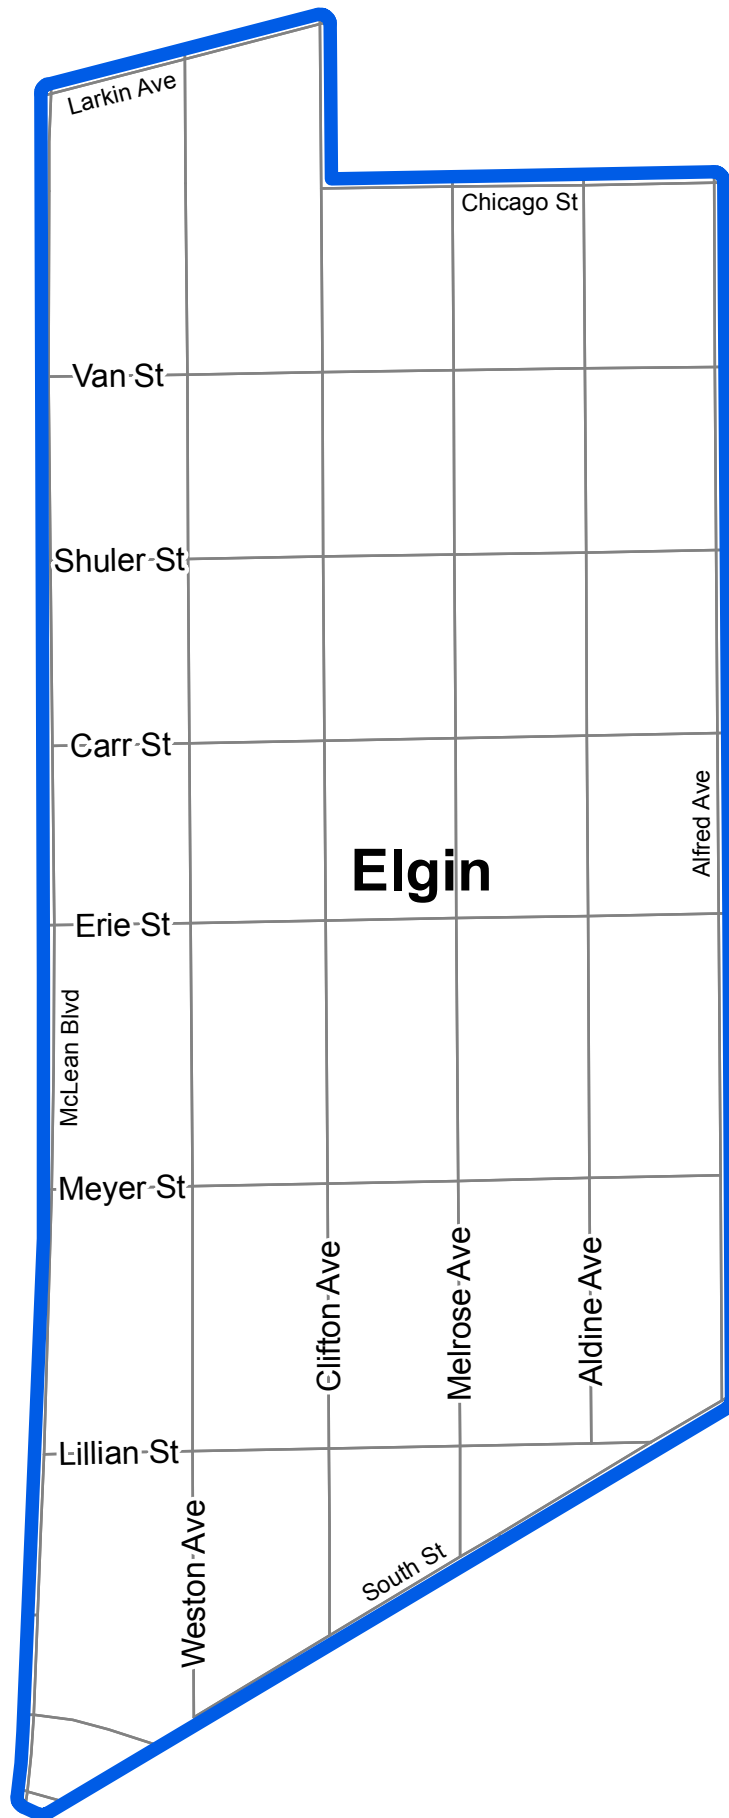 Larkin Ave
Chicago St
Van St
Shuler St
Carr St
Alfred Ave
Elgin
Erie St
McLean Blvd
Meyer St
Clifton Ave
Melrose Ave
Aldine Ave
Lillian St
Weston Ave
South St